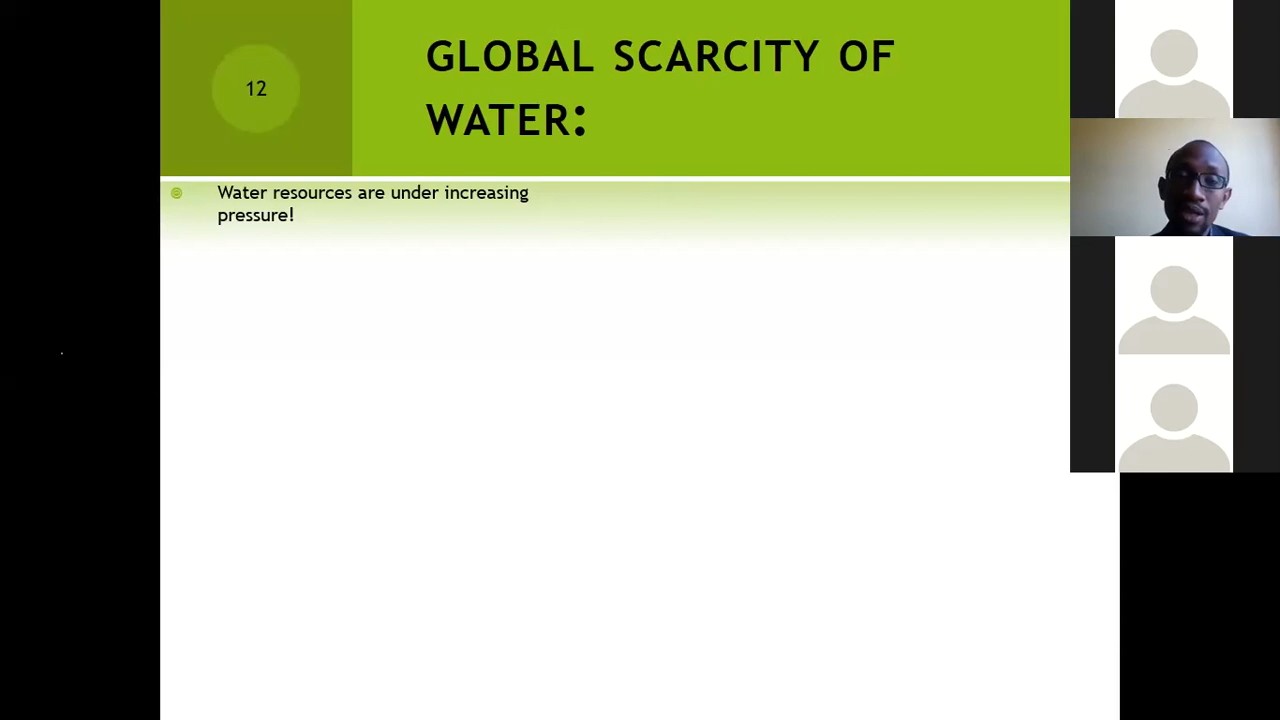 12
GLOBAL SCARCITY OF
WATER:
Water resources are under increasing
pressure!